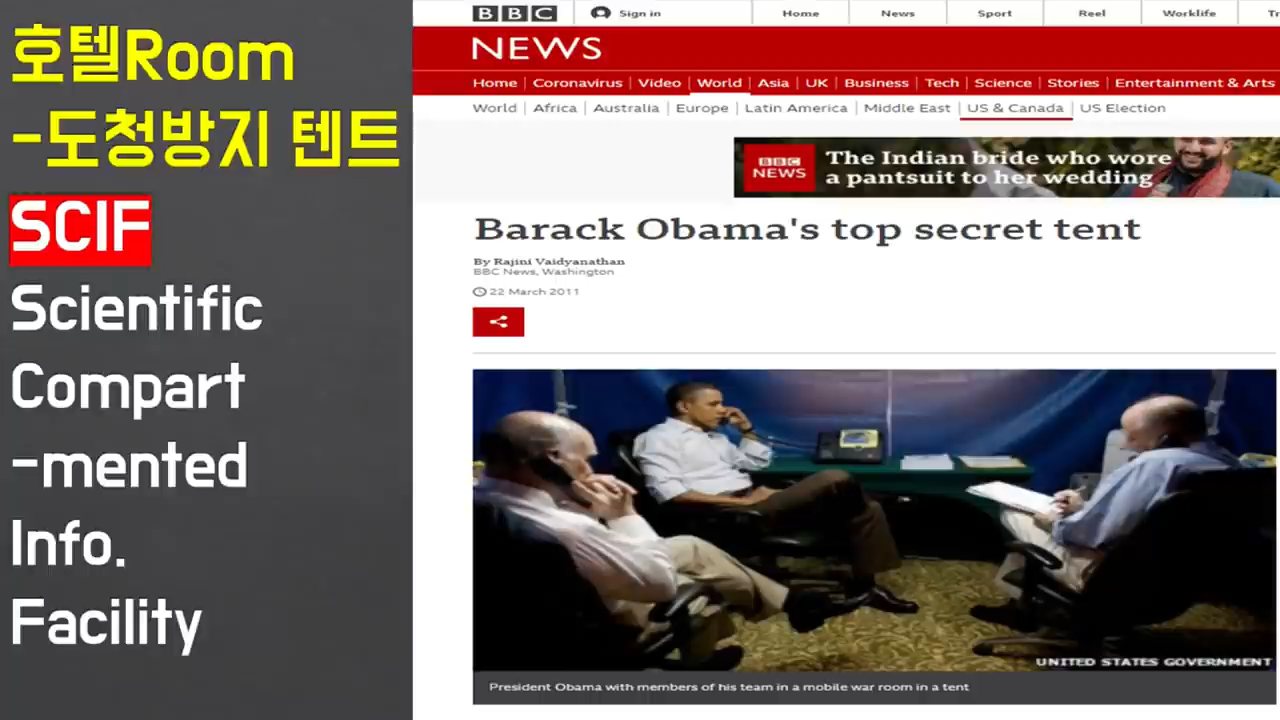 호텔Room
-도청방지 텐트
SCIF
Scientific
Compart
-mented
Info.
Facility
BBC Sign in Home News Sport Reel Worklife Tr
NEWS
Home Coronavirus Video World Asia UK Business Tech Science Stories Entertainment & Arts
World Africa Australia Europe Latin America Middle East US & Canada US Election
BBC
NEWS
The Indian bride who wore
a pantsuit to her wedding
Barack Obama's top secret tent
By Rajini Vaidyanathan
BBC News, Washington
22 March 2011
UNITED STATES GOVERNMENT
President Obama with members of his team in a mobile war room in a tent